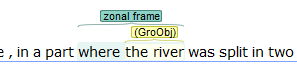 zonal frame
(GroObj)
e , in a part where the river was split in two